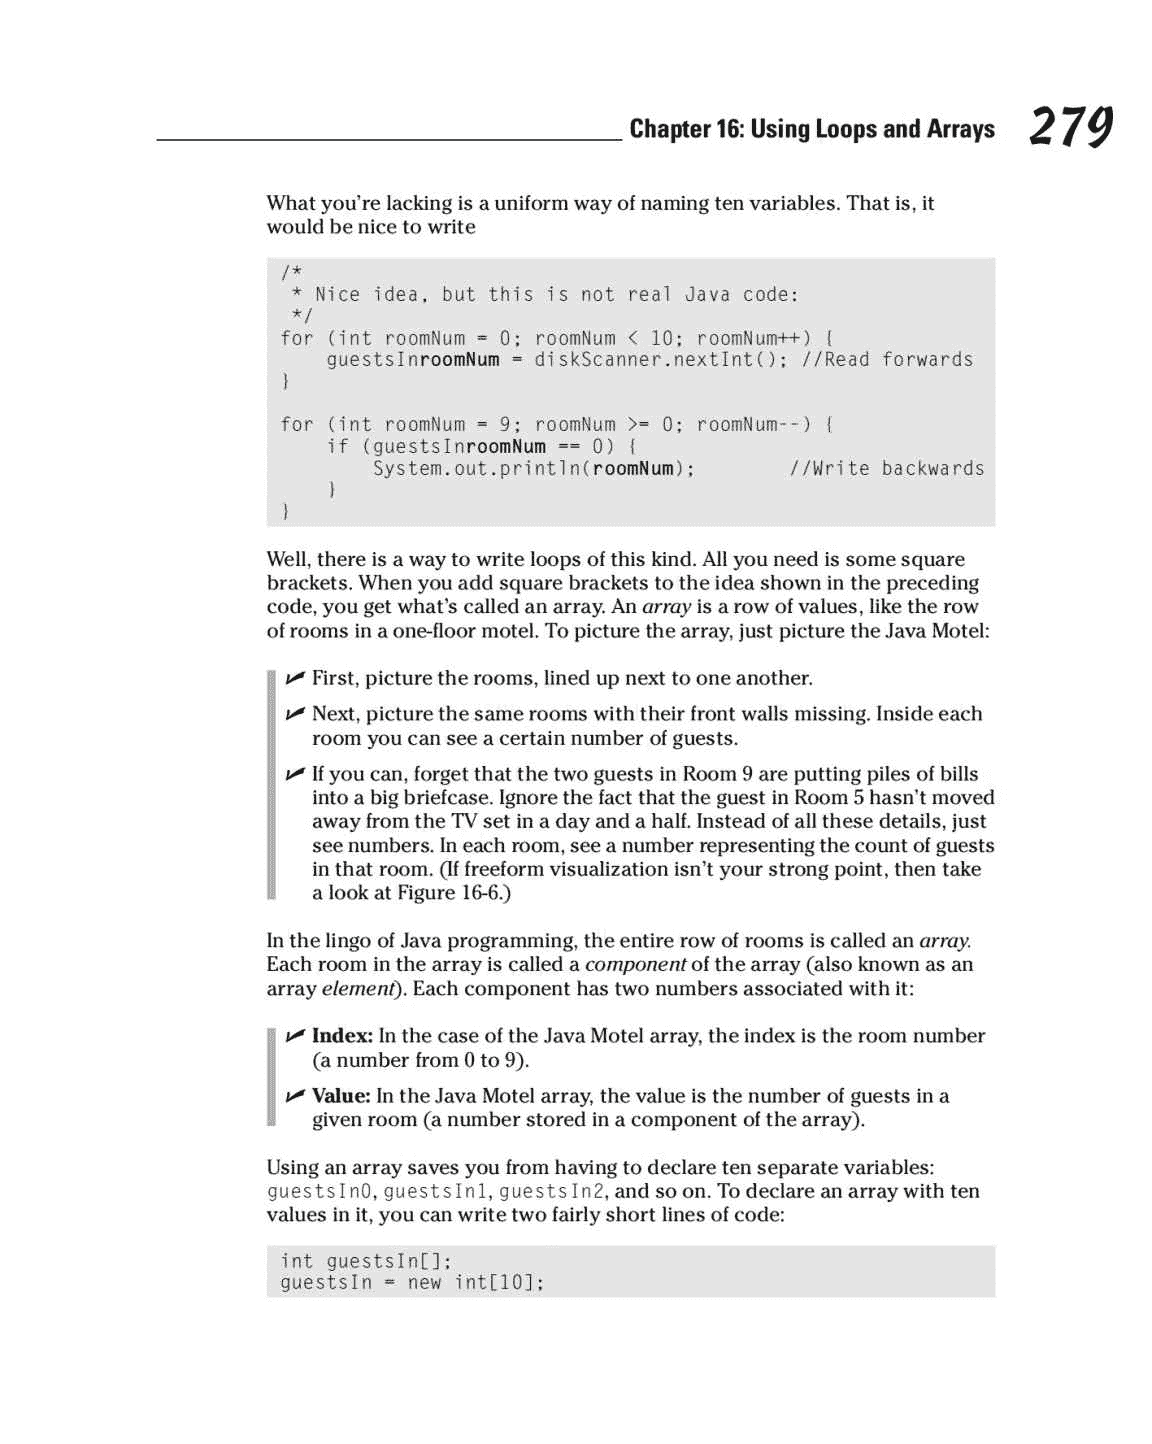 Chapter 16: Using Loops and Arrays 279
What you're lacking is a uniform way of naming ten variables. That is, it
would be nice to write
/*
 * Nice idea, but this is not real Java code:
 */
for (int roomNum = 0; roomNum < 10; roomNum++) {
    guestsInroomNum = diskScanner.nextInt(); //Read forwards
}
for (int roomNum = 9; roomNum >= 0; roomNum--) {
    if (guestsInroomNum == 0) {
        System.out.println(roomNum);        //Write backwards
    }
}
Well, there is a way to write loops of this kind. All you need is some square
brackets. When you add square brackets to the idea shown in the preceding
code, you get what's called an array. An array is a row of values, like the row
of rooms in a one-floor motel. To picture the array, just picture the Java Motel:
✓ First, picture the rooms, lined up next to one another.
✓ Next, picture the same rooms with their front walls missing. Inside each
room you can see a certain number of guests.
✓ If you can, forget that the two guests in Room 9 are putting piles of bills
into a big briefcase. Ignore the fact that the guest in Room 5 hasn't moved
away from the TV set in a day and a half. Instead of all these details, just
see numbers. In each room, see a number representing the count of guests
in that room. (If freeform visualization isn't your strong point, then take
a look at Figure 16-6.)
In the lingo of Java programming, the entire row of rooms is called an array.
Each room in the array is called a component of the array (also known as an
array element). Each component has two numbers associated with it:
✓ Index: In the case of the Java Motel array, the index is the room number
(a number from 0 to 9).
✓ Value: In the Java Motel array, the value is the number of guests in a
given room (a number stored in a component of the array).
Using an array saves you from having to declare ten separate variables:
guestsIn0, guestsIn1, guestsIn2, and so on. To declare an array with ten
values in it, you can write two fairly short lines of code:
int guestsIn[];
guestsIn = new int[10];